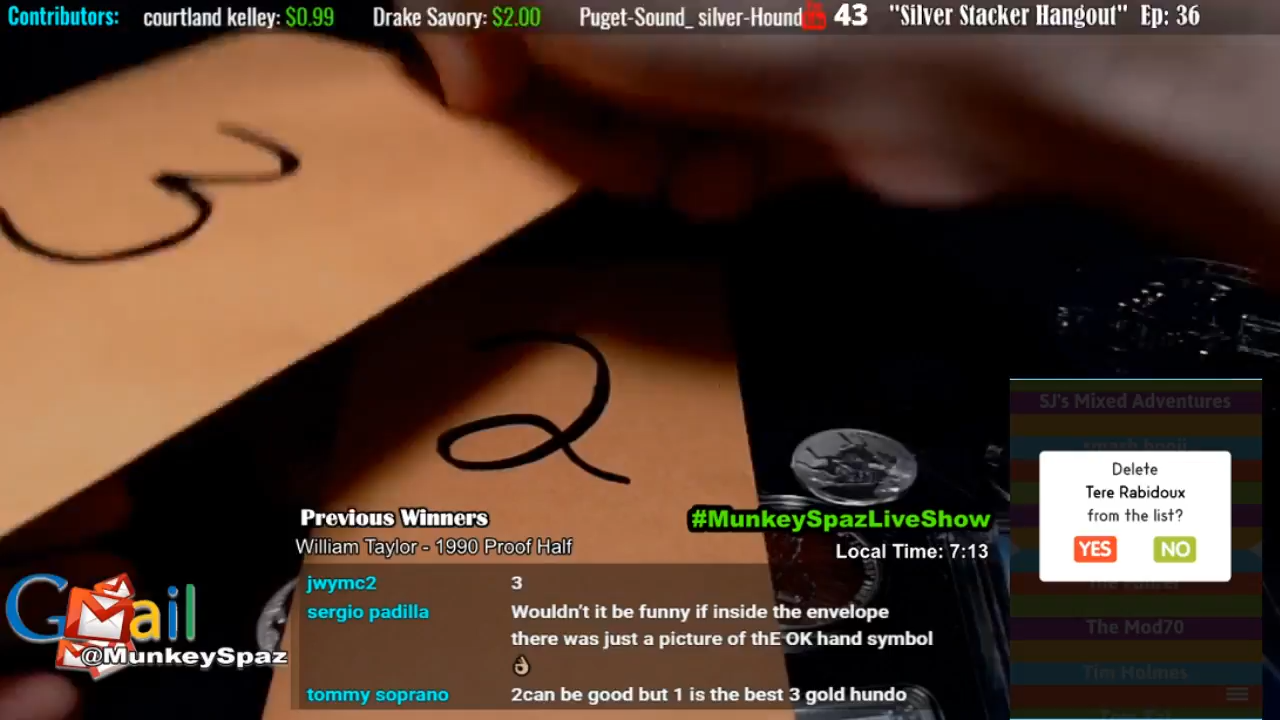 Contributors: courtland kelley: $0.99 Drake Savory: $2.00 Puget-Sound_ silver-Hound 43 "Silver Stacker Hangout" Ep: 36
3
2
SJ's Mixed Adventures
Delete
Tere Rabidoux
from the list?
YES NO
The Mod70
Tim Holmes
Previous Winners
William Taylor - 1990 Proof Half
#MunkeySpazLiveShow
Local Time: 7:13
jwymc2 3
sergio padilla Wouldn't it be funny if inside the envelope
there was just a picture of thE OK hand symbol
👌
tommy soprano 2can be good but 1 is the best 3 gold hundo
Gmail
@MunkeySpaz